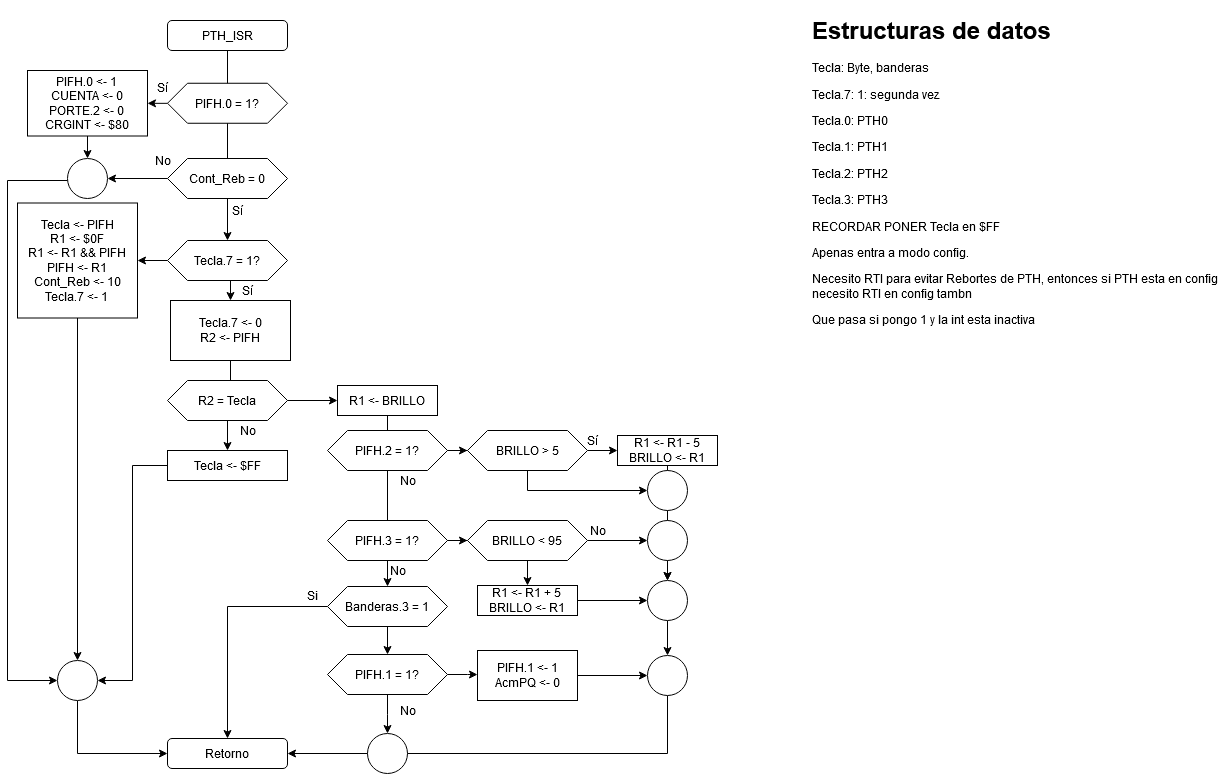 PTH_ISR
PIFH.0 = 1?
Sí
PIFH.0 <- 1
CUENTA <- 0
PORTE.2 <- 0
CRGINT <- $80
Cont_Reb = 0
No
Sí
Tecla.7 = 1?
Tecla <- PIFH
R1 <- $0F
R1 <- R1 && PIFH
PIFH <- R1
Cont_Reb <- 10
Tecla.7 <- 1
Sí
Tecla.7 <- 0
R2 <- PIFH
R2 = Tecla
No
Tecla <- $FF
R1 <- BRILLO
PIFH.2 = 1?
No
BRILLO > 5
Sí
R1 <- R1 - 5
BRILLO <- R1
PIFH.3 = 1?
No
BRILLO < 95
No
R1 <- R1 + 5
BRILLO <- R1
Banderas.3 = 1
Si
PIFH.1 = 1?
No
PIFH.1 <- 1
AcmPQ <- 0
Retorno
Estructuras de datos
Tecla: Byte, banderas
Tecla.7: 1: segunda vez
Tecla.0: PTH0
Tecla.1: PTH1
Tecla.2: PTH2
Tecla.3: PTH3
RECORDAR PONER Tecla en $FF
Apenas entra a modo config.
Necesito RTI para evitar Rebortes de PTH, entonces si PTH esta en config
necesito RTI en config tambn
Que pasa si pongo 1 y la int esta inactiva